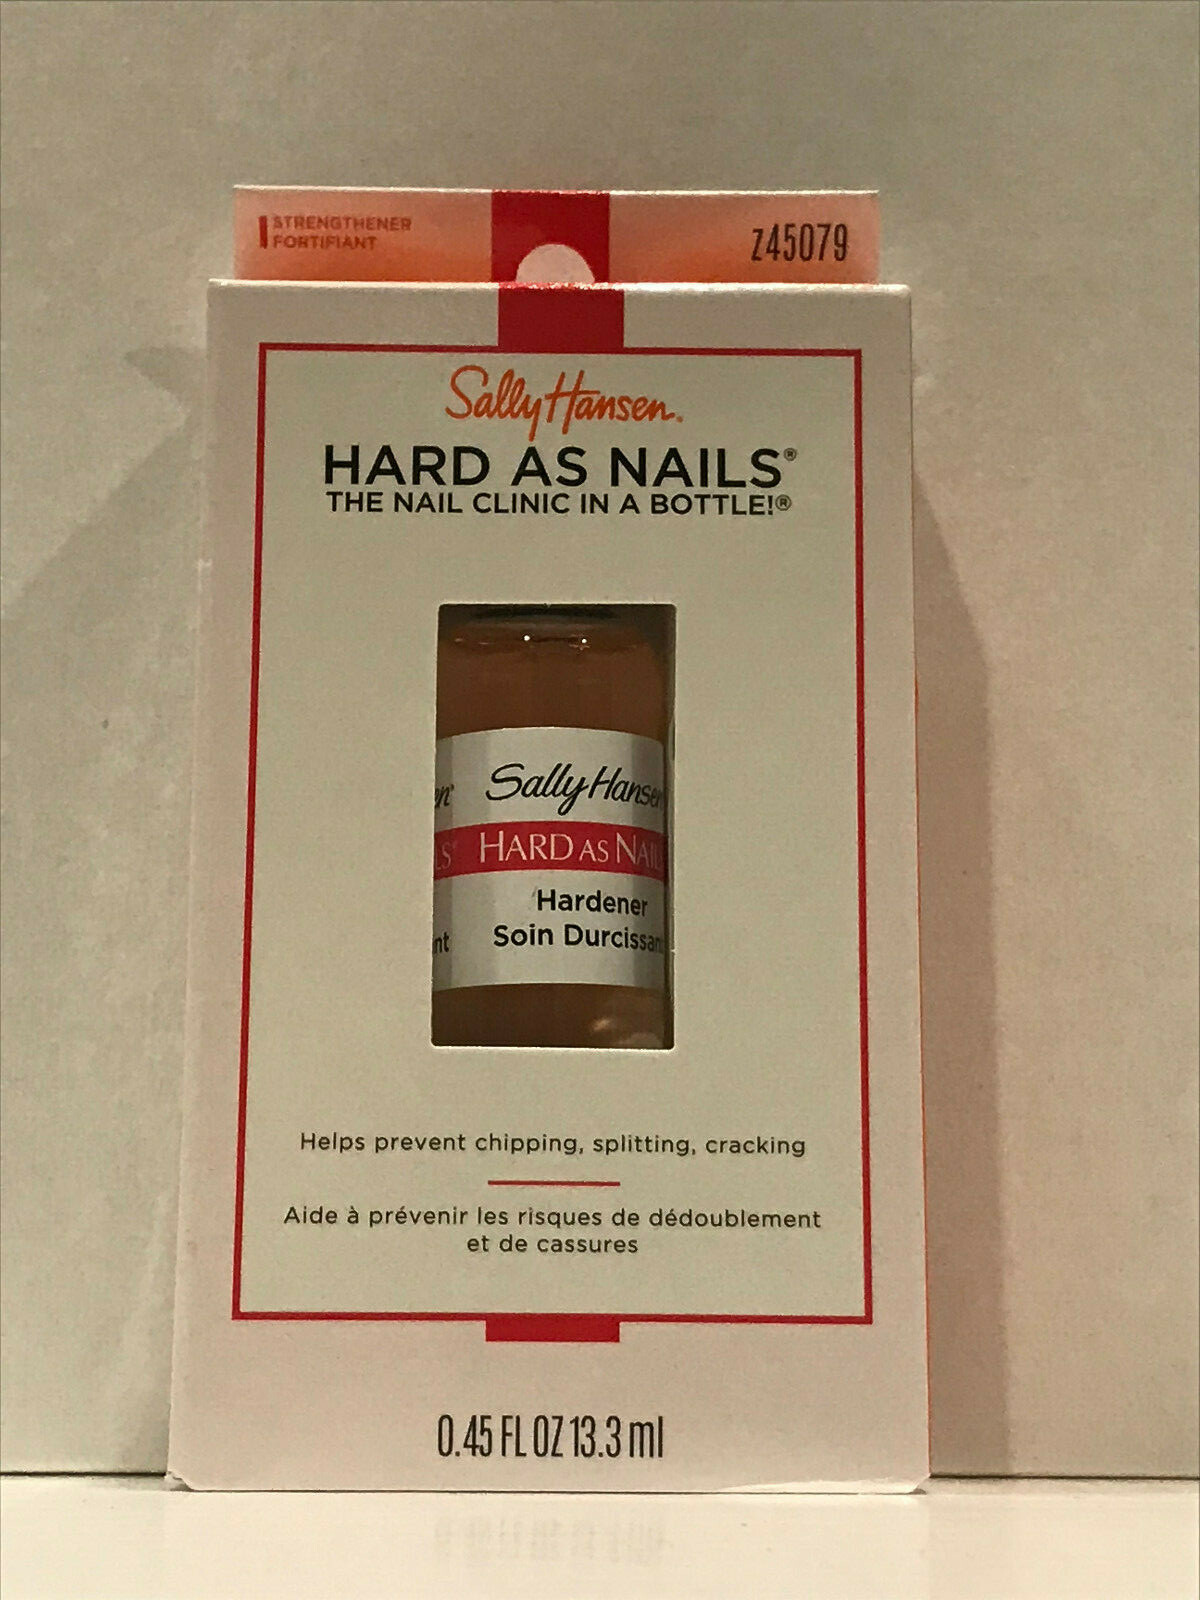 STRENGTHENER
FORTIFIANT
Z45079
Sally Hansen.
HARD AS NAILS®
THE NAIL CLINIC IN A BOTTLE!®
Sally Hanse
HARD AS NAIL
Hardener
Soin Durcissan
Helps prevent chipping, splitting, cracking
Aide à prévenir les risques de dédoublement
et de cassures
0.45 FL OZ 13.3 ml